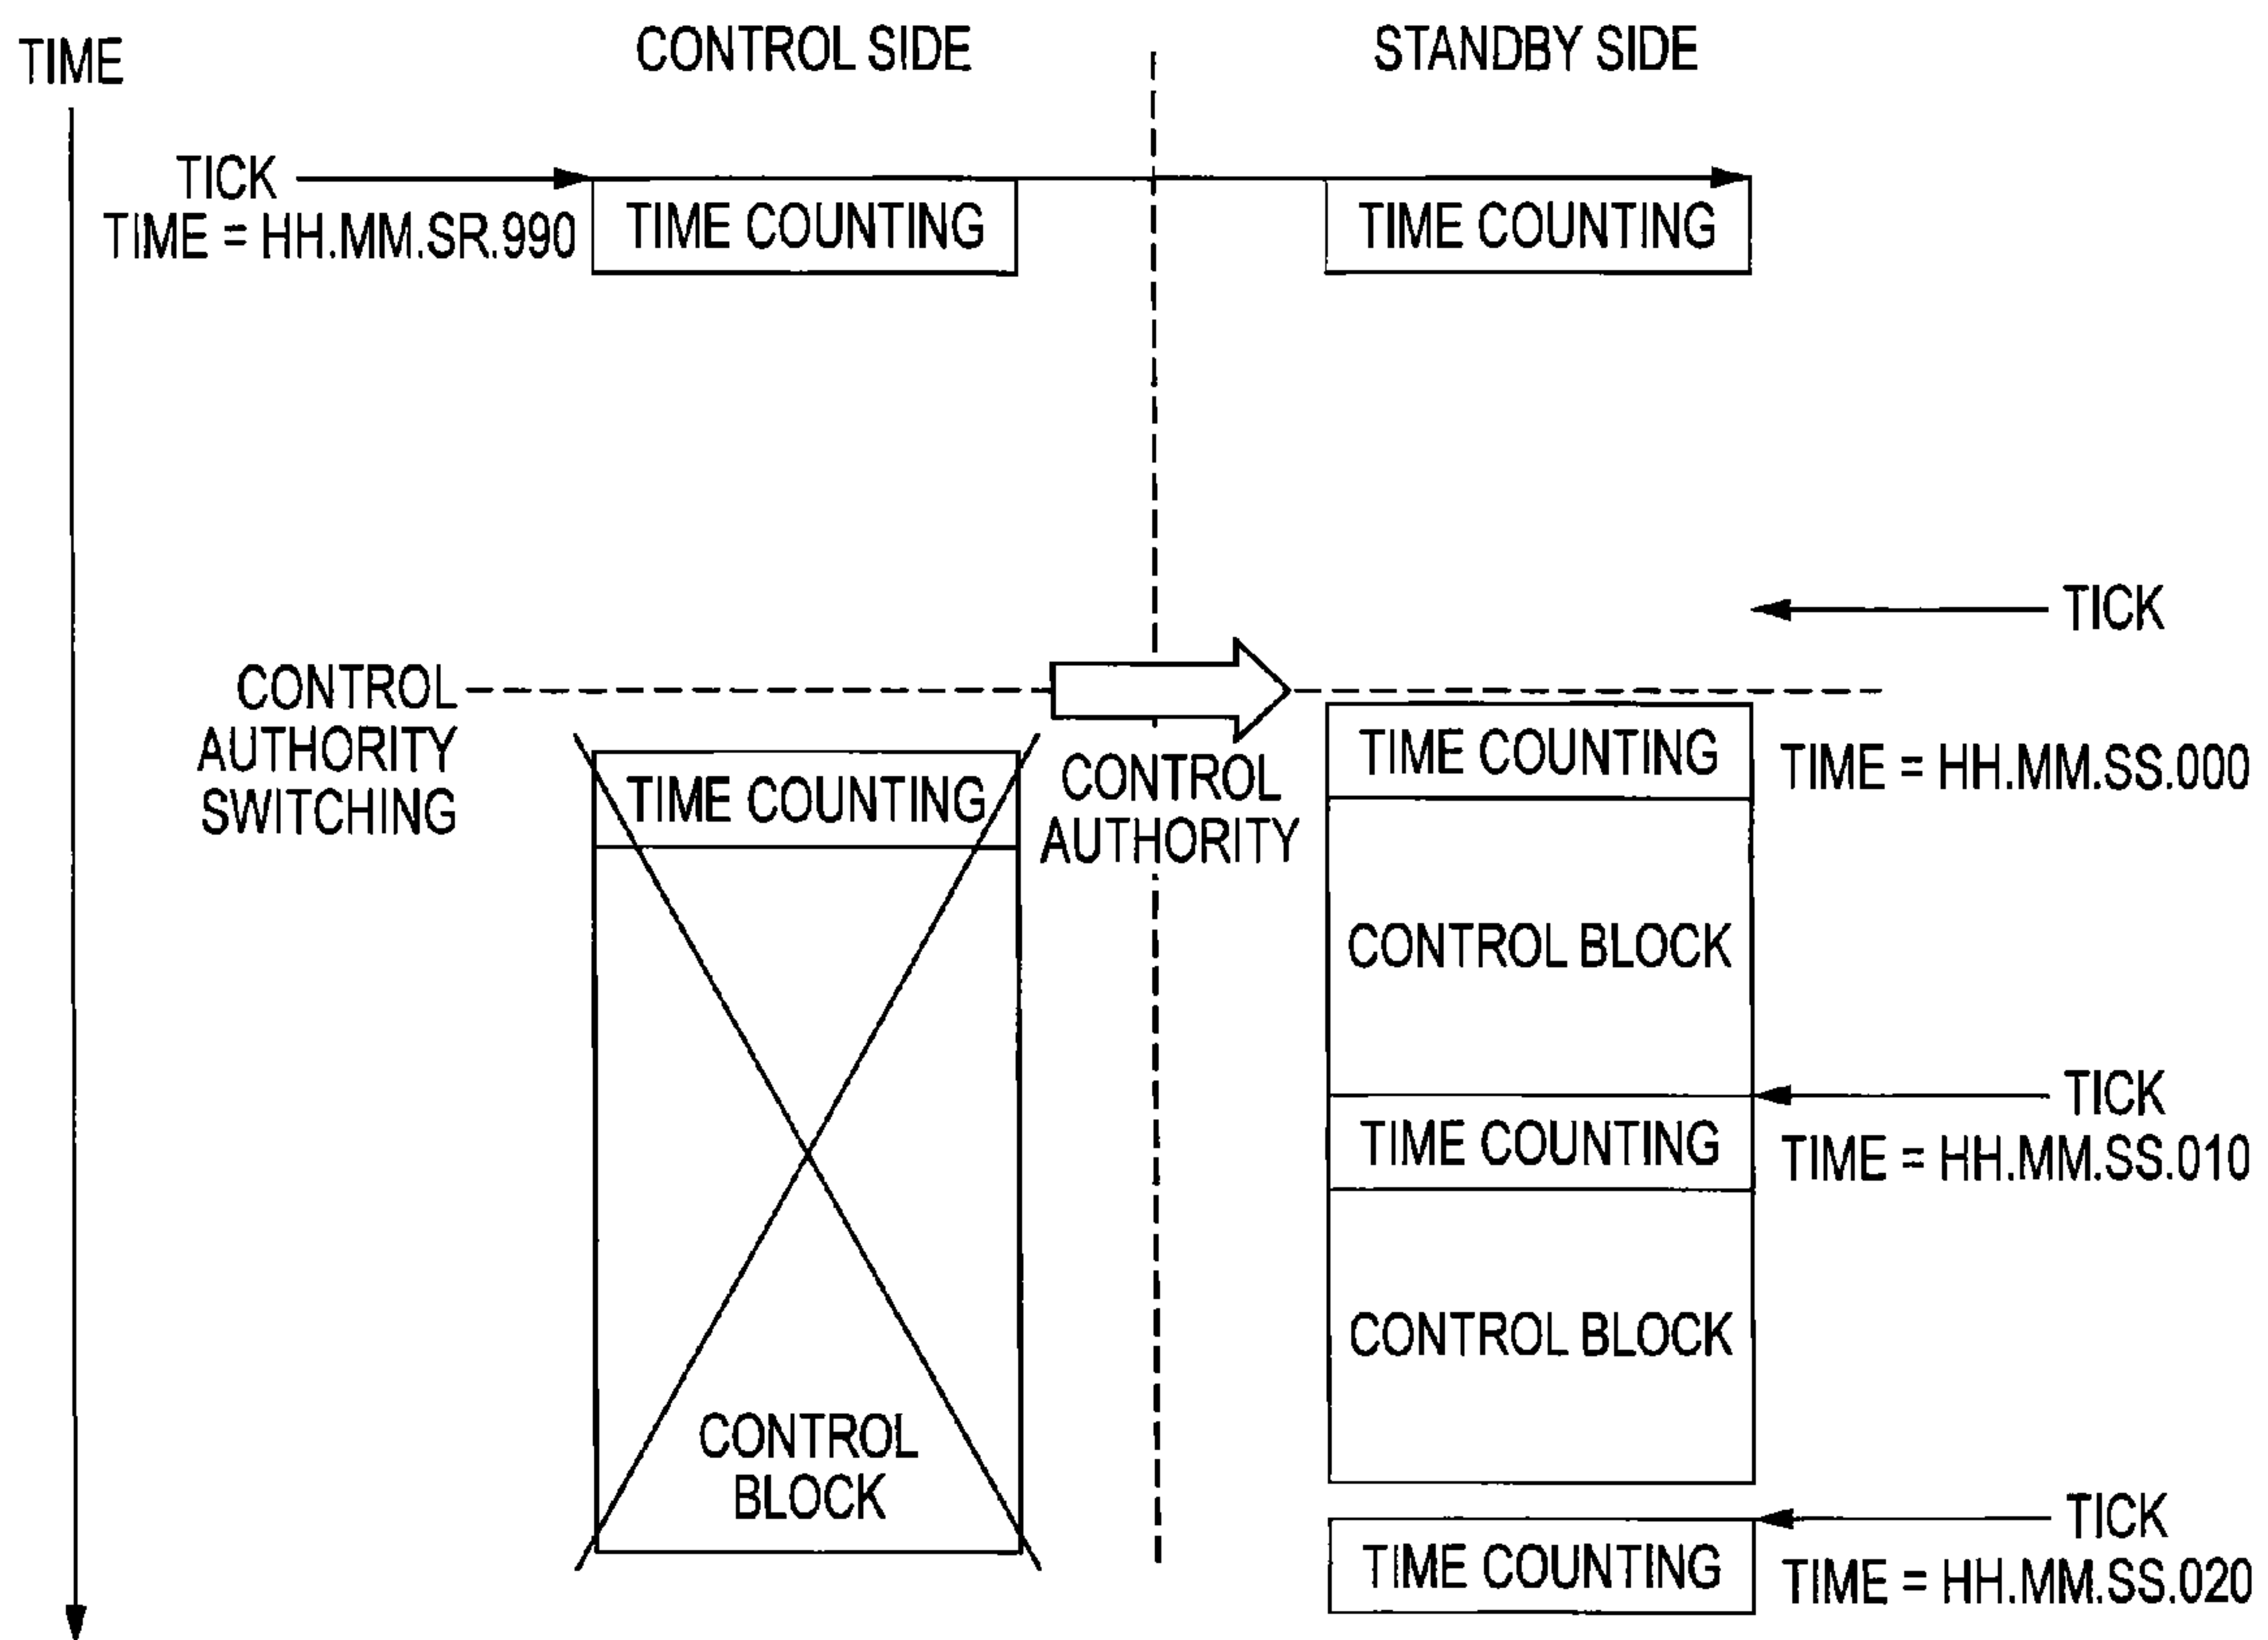 TIME
CONTROL SIDE
STANDBY SIDE
TICK
TIME = HH.MM.SR.990
TIME COUNTING
TIME COUNTING
TICK
CONTROL
AUTHORITY
SWITCHING
TIME COUNTING
CONTROL
AUTHORITY
TIME COUNTING
TIME = HH.MM.SS.000
CONTROL BLOCK
TICK
TIME COUNTING
TIME = HH.MM.SS.010
CONTROL BLOCK
CONTROL
BLOCK
TICK
TIME COUNTING
TIME = HH.MM.SS.020